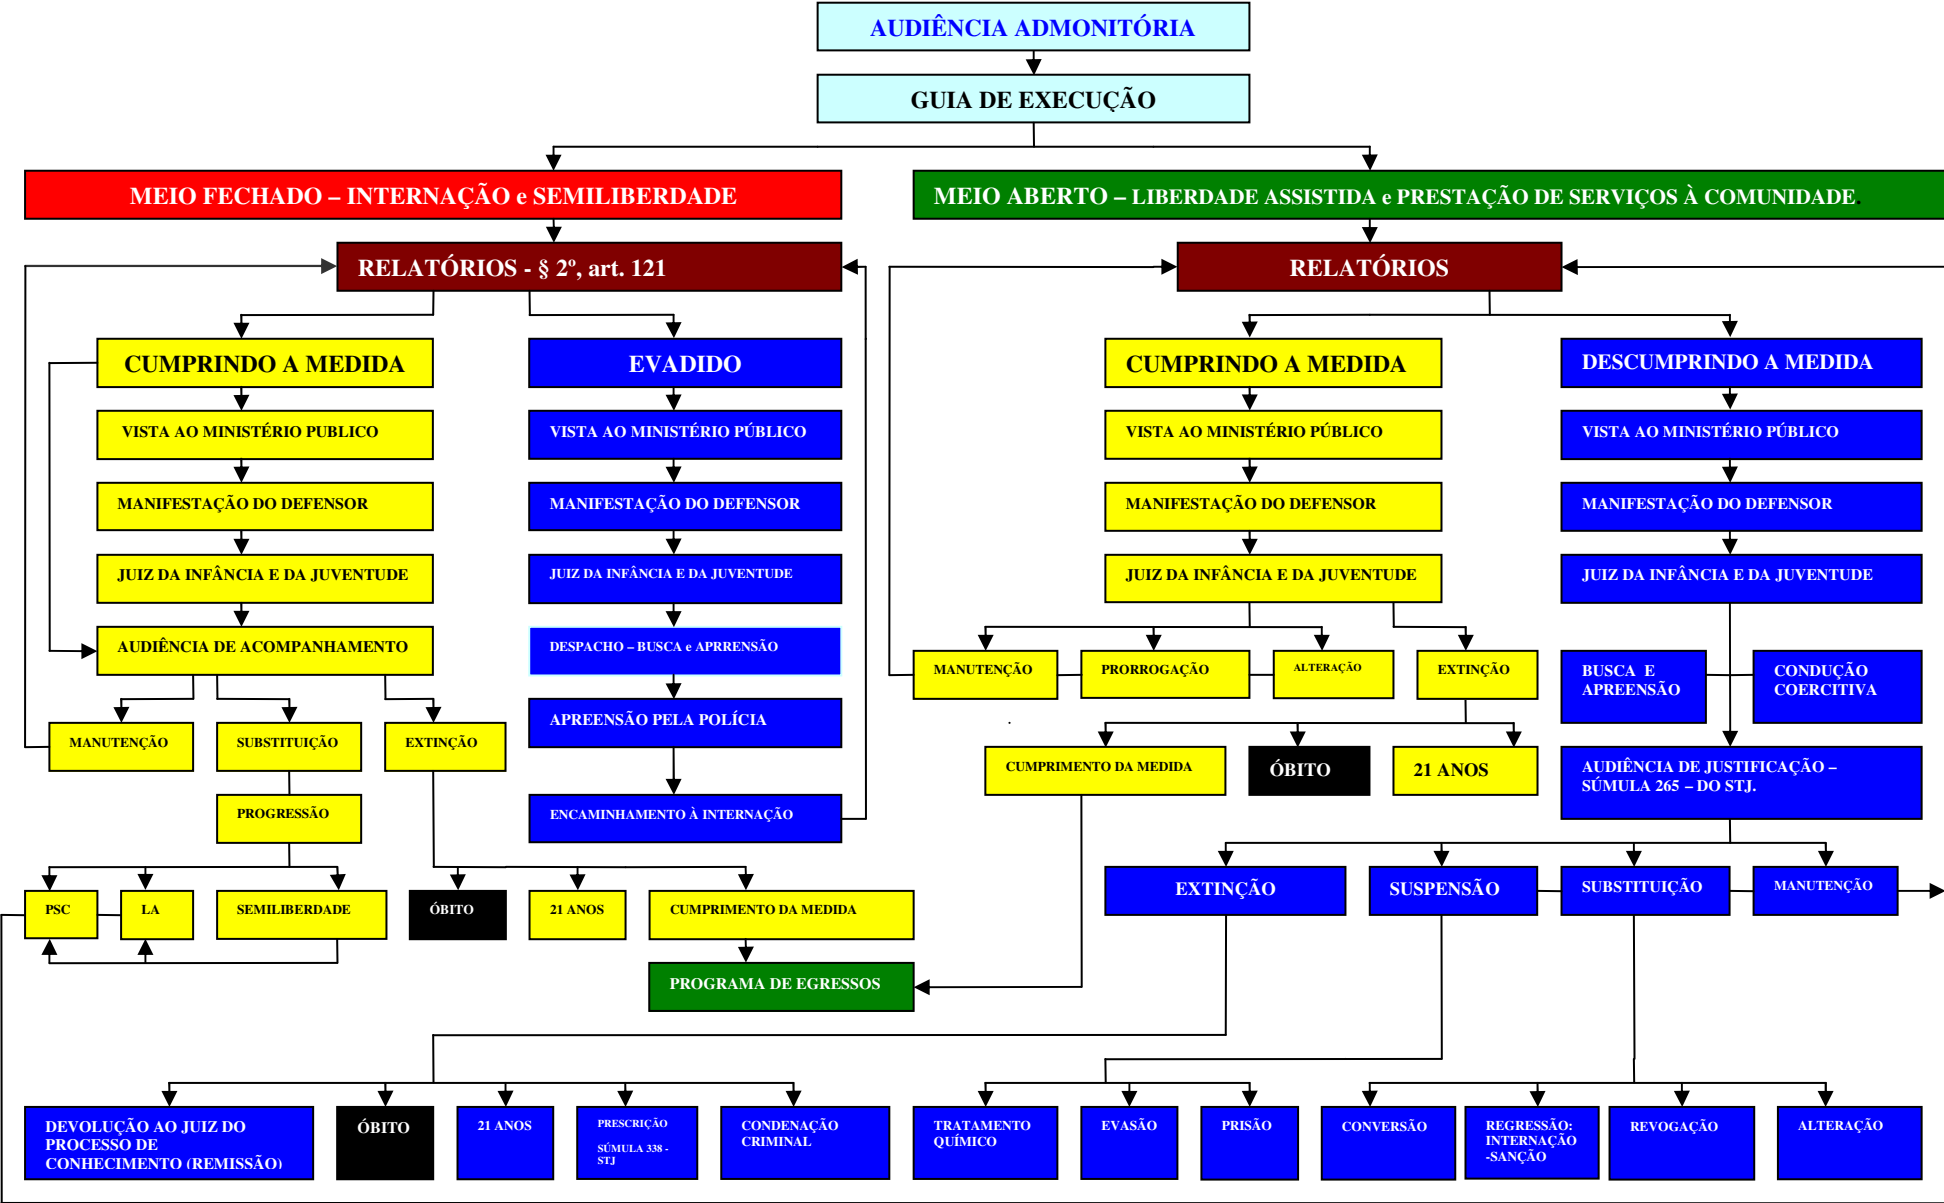 AUDIÊNCIA ADMONITÓRIA
GUIA DE EXECUÇÃO
MEIO FECHADO – INTERNAÇÃO e SEMILIBERDADE
MEIO ABERTO – LIBERDADE ASSISTIDA e PRESTAÇÃO DE SERVIÇOS À COMUNIDADE.
RELATÓRIOS - § 2º, art. 121
RELATÓRIOS
CUMPRINDO A MEDIDA
EVADIDO
CUMPRINDO A MEDIDA
DESCUMPRINDO A MEDIDA
VISTA AO MINISTÉRIO PUBLICO
VISTA AO MINISTÉRIO PÚBLICO
VISTA AO MINISTÉRIO PÚBLICO
VISTA AO MINISTÉRIO PÚBLICO
MANIFESTAÇÃO DO DEFENSOR
MANIFESTAÇÃO DO DEFENSOR
MANIFESTAÇÃO DO DEFENSOR
MANIFESTAÇÃO DO DEFENSOR
JUIZ DA INFÂNCIA E DA JUVENTUDE
JUIZ DA INFÂNCIA E DA JUVENTUDE
JUIZ DA INFÂNCIA E DA JUVENTUDE
JUIZ DA INFÂNCIA E DA JUVENTUDE
AUDIÊNCIA DE ACOMPANHAMENTO
DESPACHO – BUSCA e APRRENSÃO
MANUTENÇÃO
PRORROGAÇÃO
ALTERAÇÃO
EXTINÇÃO
BUSCA E
APREENSÃO
CONDUÇÃO
COERCITIVA
APREENSÃO PELA POLÍCIA
MANUTENÇÃO
SUBSTITUIÇÃO
EXTINÇÃO
CUMPRIMENTO DA MEDIDA
ÓBITO
21 ANOS
AUDIÊNCIA DE JUSTIFICAÇÃO –
SÚMULA 265 – DO STJ.
PROGRESSÃO
ENCAMINHAMENTO À INTERNAÇÃO
EXTINÇÃO
SUSPENSÃO
SUBSTITUIÇÃO
MANUTENÇÃO
PSC
LA
SEMILIBERDADE
ÓBITO
21 ANOS
CUMPRIMENTO DA MEDIDA
PROGRAMA DE EGRESSOS
DEVOLUÇÃO AO JUIZ DO
PROCESSO DE
CONHECIMENTO (REMISSÃO)
ÓBITO
21 ANOS
PRESCRIÇÃO
SÚMULA 338 -
STJ
CONDENAÇÃO
CRIMINAL
TRATAMENTO
QUÍMICO
EVASÃO
PRISÃO
CONVERSÃO
REGRESSÃO:
INTERNAÇÃO
-SANÇÃO
REVOGAÇÃO
ALTERAÇÃO